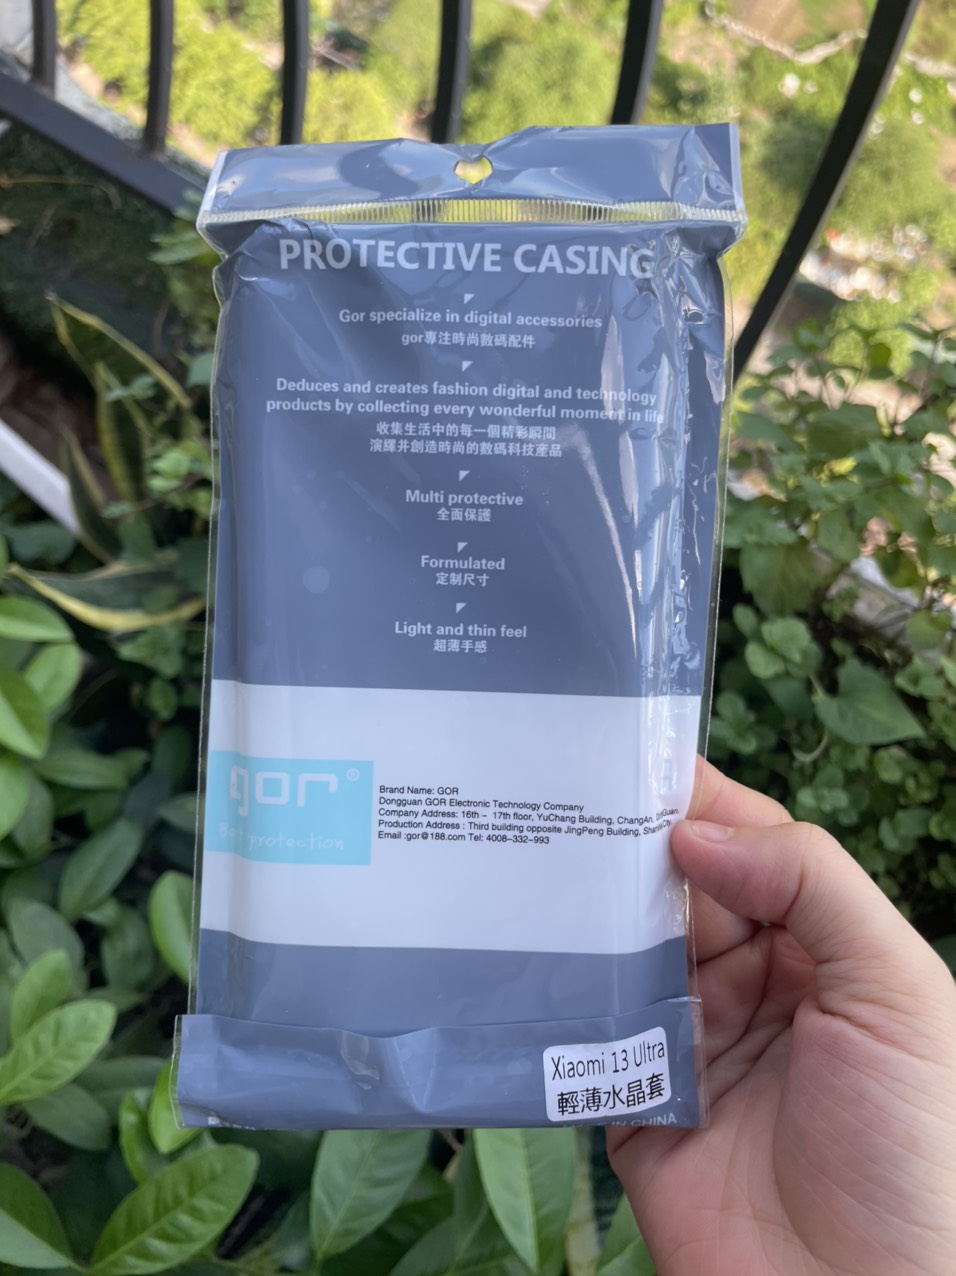 PROTECTIVE CASING
Gor specialize in digital accessories
gor專注時尚數碼配件
Deduces and creates fashion digital and technology
products by collecting every wonderful moment in life
收集生活中的每一個精彩瞬間
演繹并創造時尚的數碼科技產品
Multi protective
全面保護
Formulated
定制尺寸
Light and thin feel
超薄手感
gor®
protection
Brand Name: GOR
Dongguan GOR Electronic Technology Company
Company Address: 16th – 17th floor, YuChang Building, ChangAn,
Production Address : Third building opposite JingPeng Building,
Email :gor@188.com Tel: 4008-332-993
Xiaomi 13 Ultra
輕薄水晶套
IN CHINA